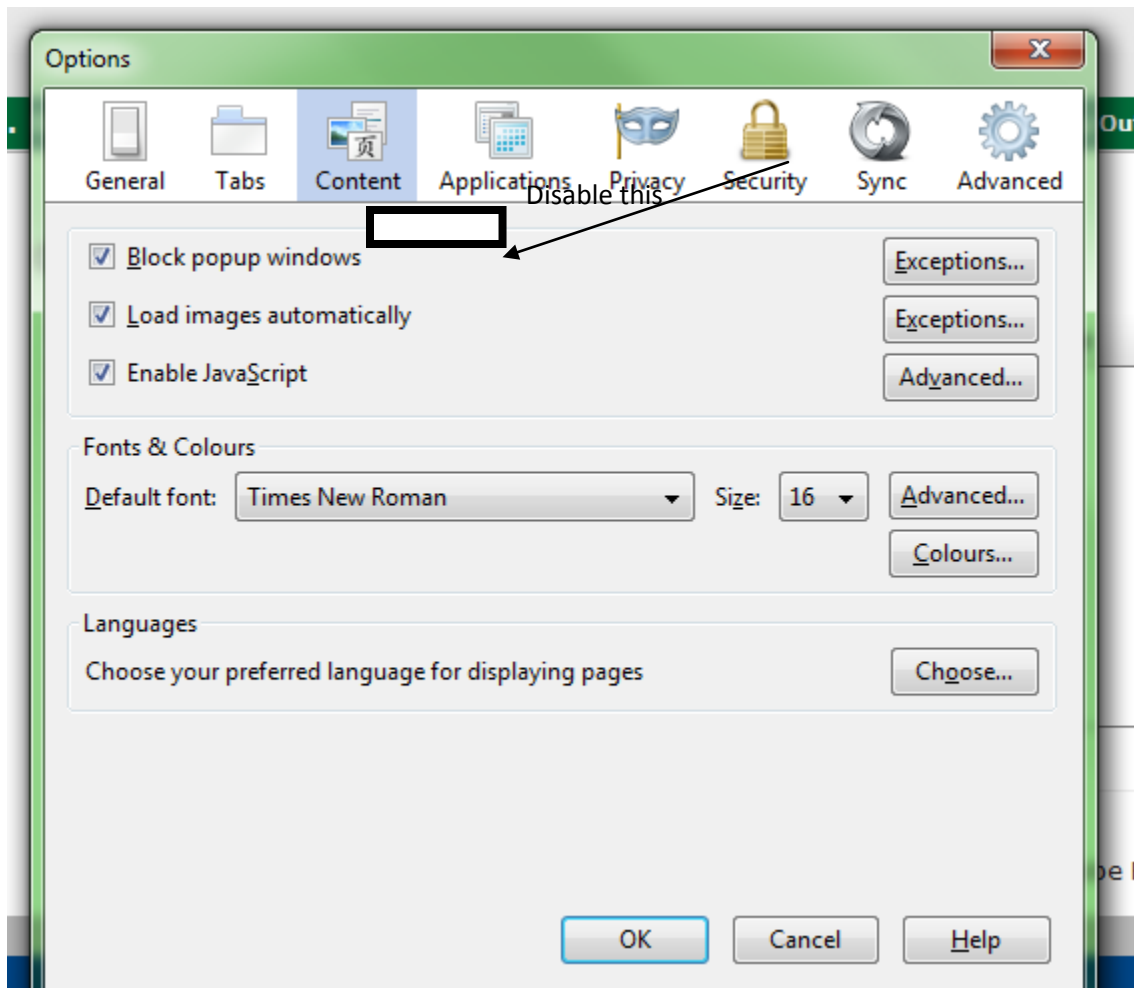 Options
Ou
页
General Tabs Content Applications Privacy Security Sync Advanced
Disable this
Block popup windows Exceptions...
Load images automatically Exceptions...
Enable JavaScript Advanced...
Fonts & Colours
Default font: Times New Roman Size: 16 Advanced...
Colours...
Languages
Choose your preferred language for displaying pages Choose...
be
OK Cancel Help